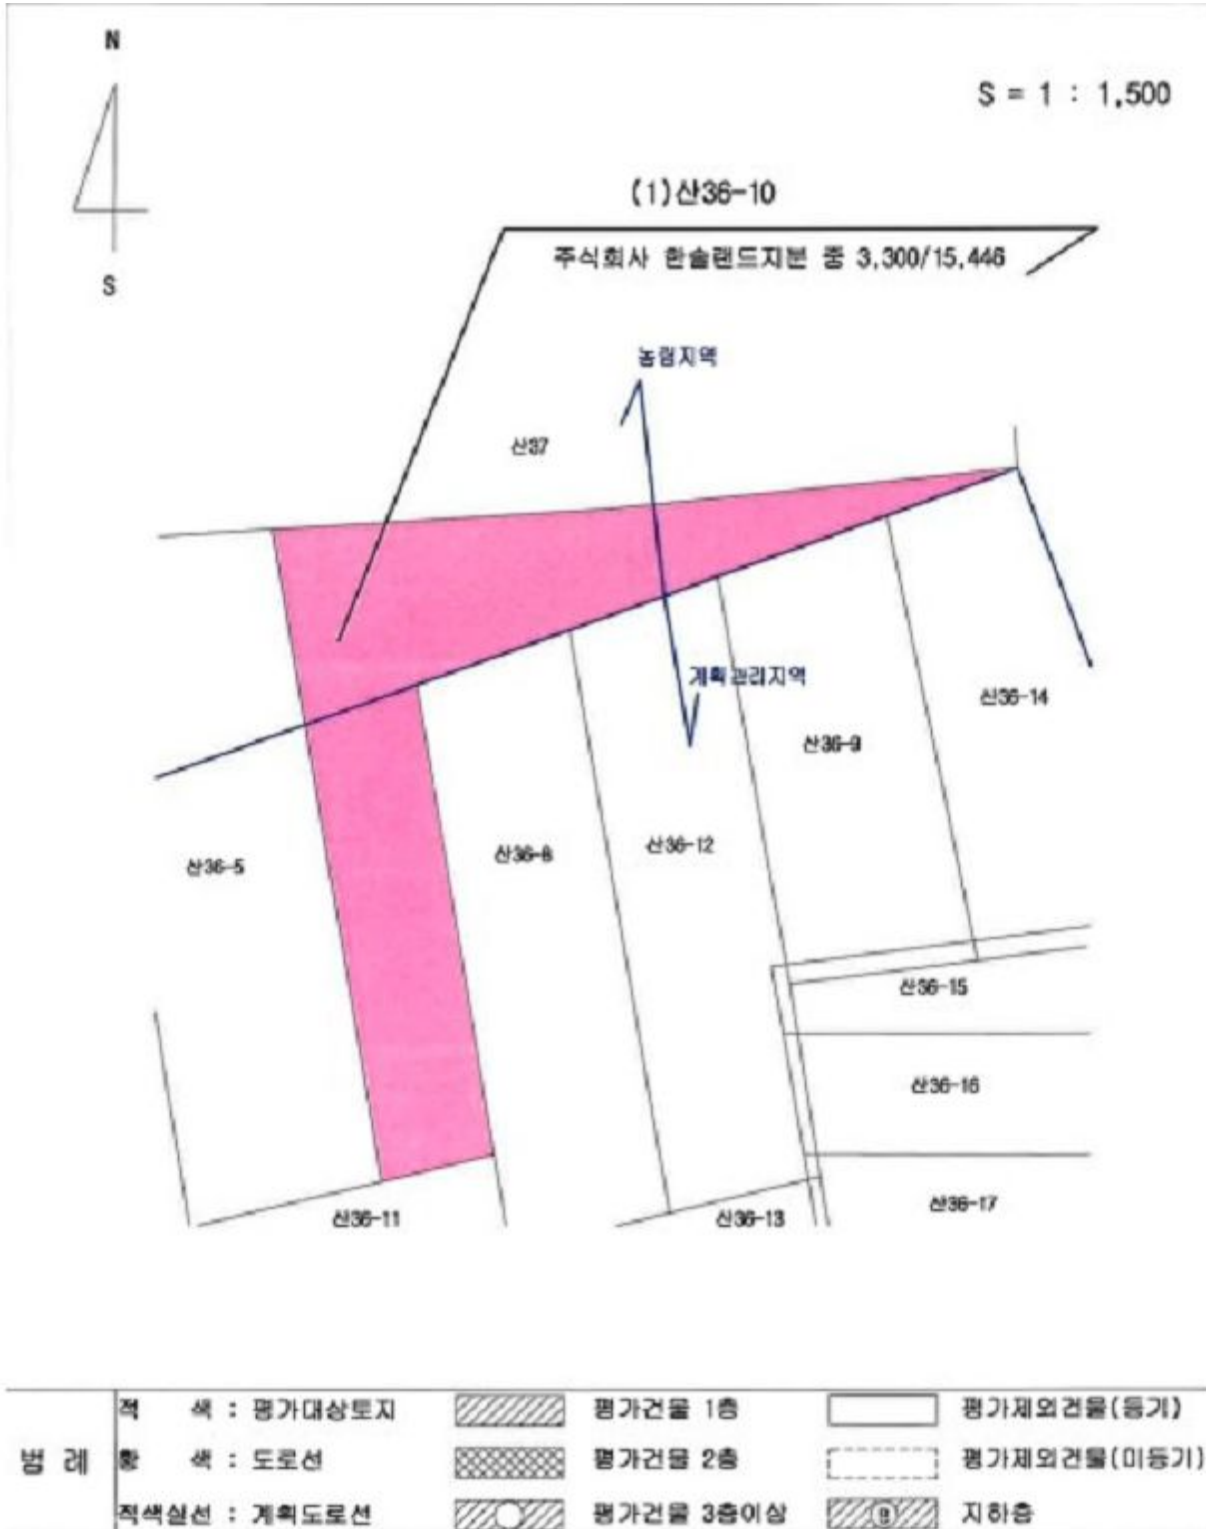 N
S = 1 : 1,500
(1)산36-10
주식회사 한솔랜드지분 중 3,300/15,446
S
농림지역
산37
계획관리지역
산36-14
산36-9
산36-12
산36-8
산36-5
산36-15
산36-16
산36-17
산36-11
산36-13
범 례
적 색 : 평가대상토지
평가건물 1층
평가제외건물(등기)
황 색 : 도로선
평가건물 2층
평가제외건물(미등기)
적색실선 : 계획도로선
평가건물 3층이상
B
지하층